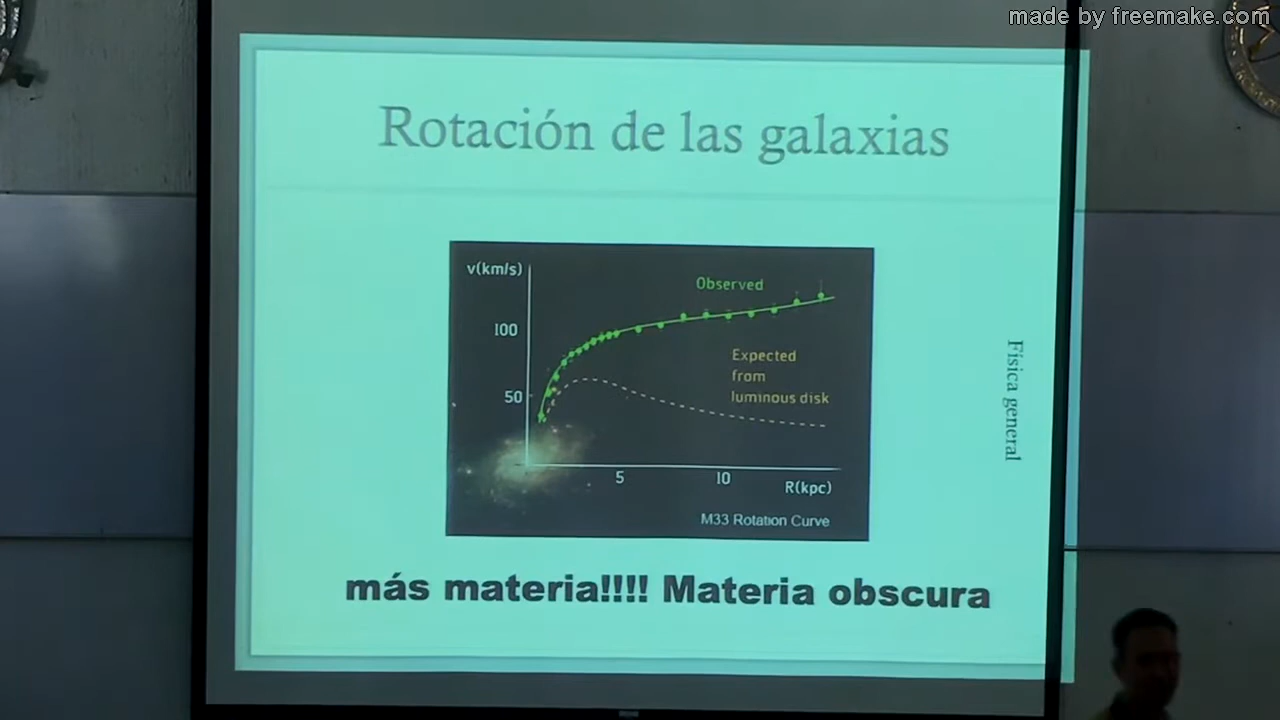 made by freemake.com
Rotación de las galaxias
v(km/s)
Observed
100
Expected
from
luminous disk
50
5
10
R(kpc)
M33 Rotation Curve
Física general
más materia!!!! Materia obscura